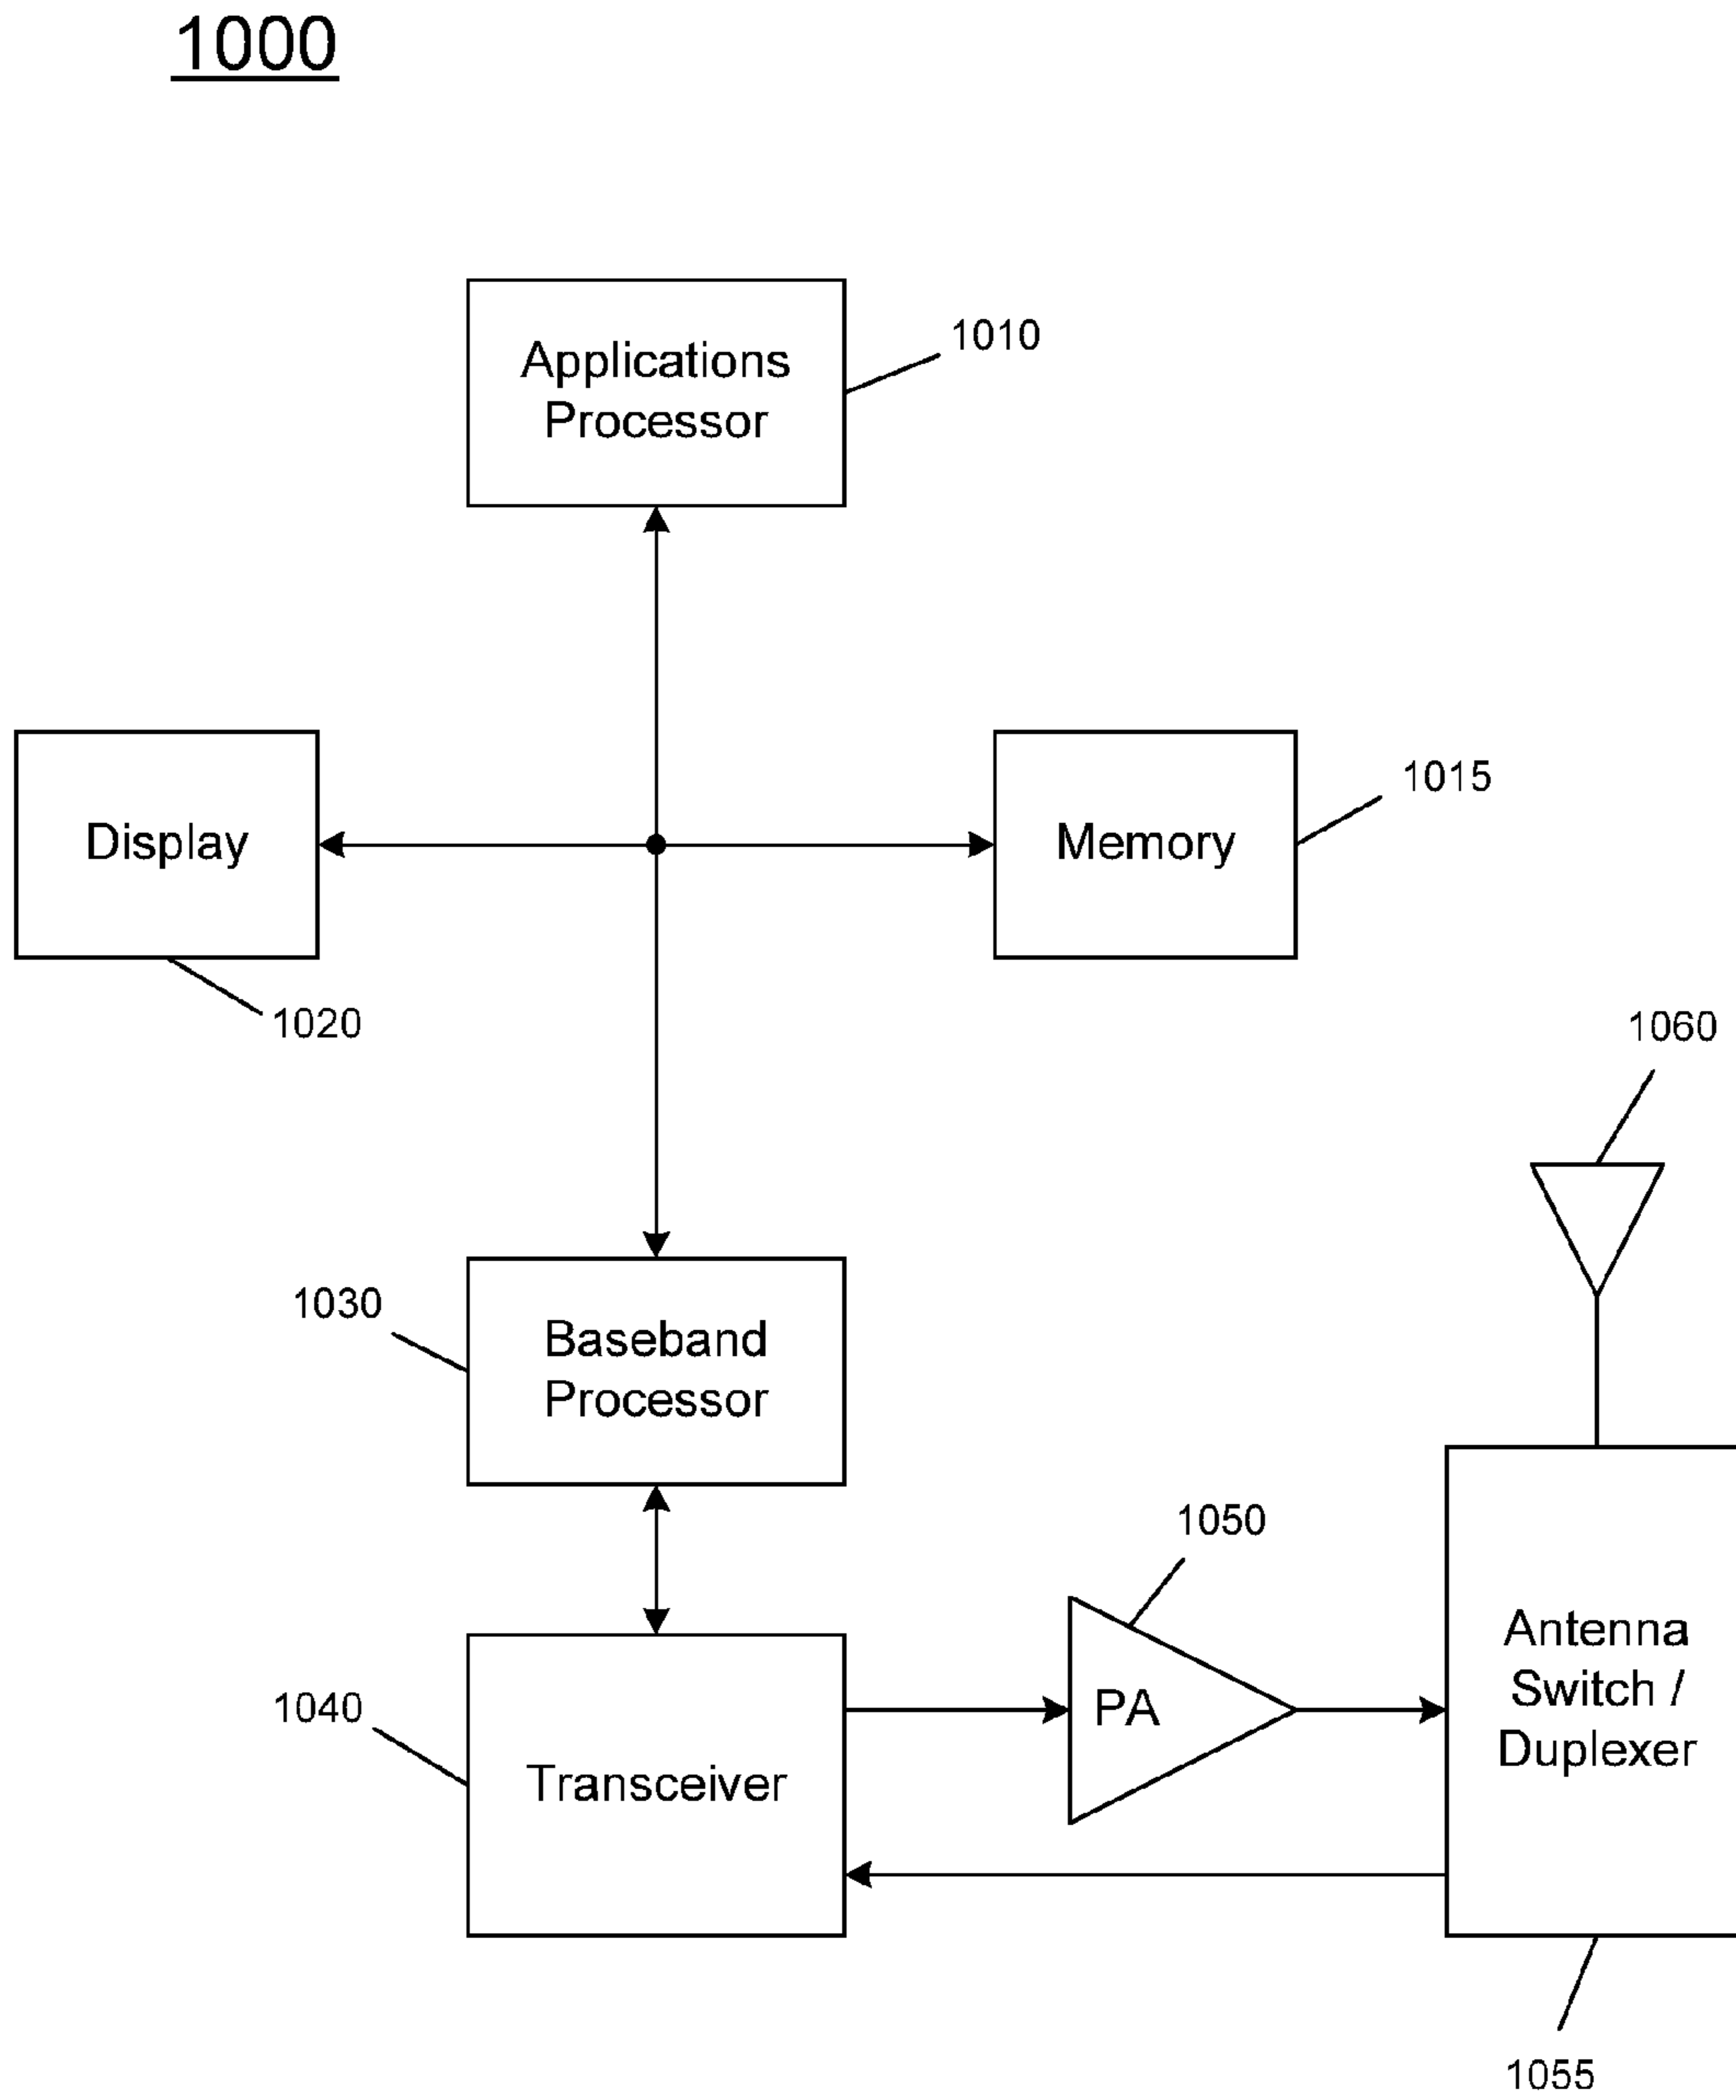 1000
Applications
Processor
1010
Display
Memory
1015
1020
1060
1030
Baseband
Processor
1050
Antenna
Switch /
Duplexer
1040
PA
Transceiver
1055